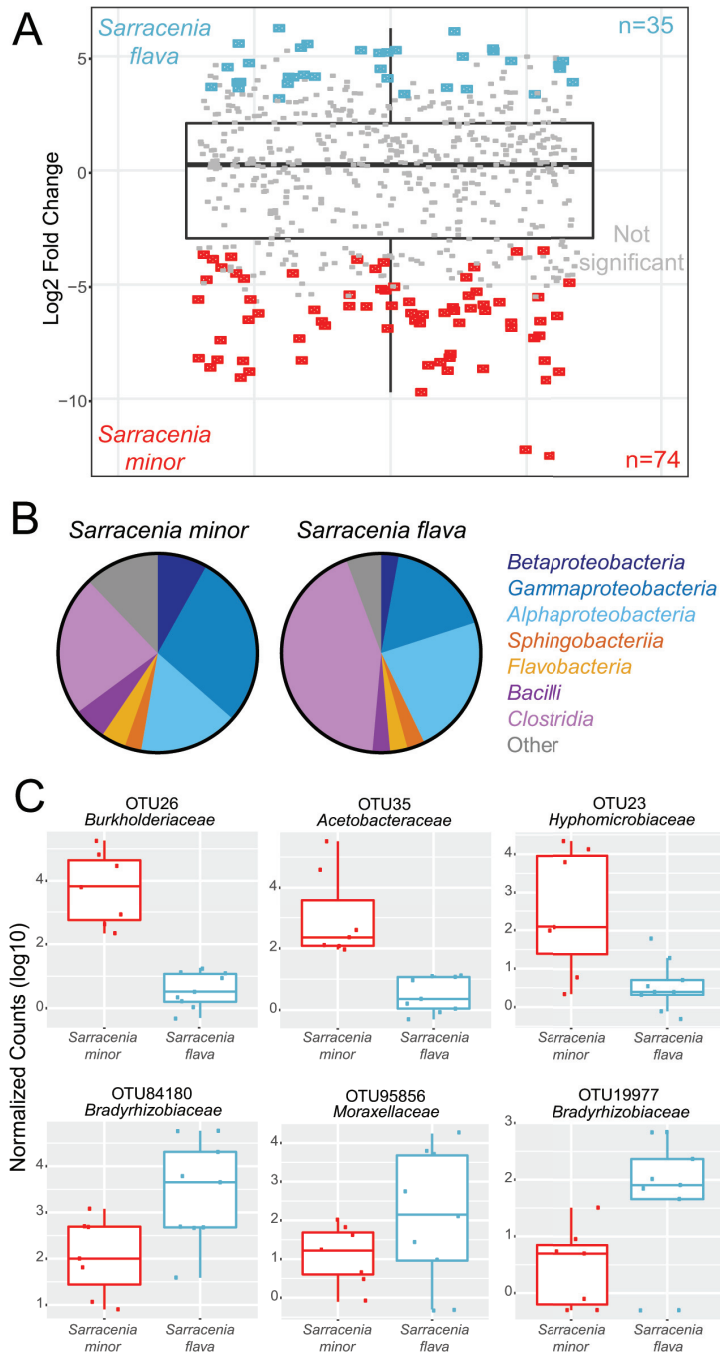 A
Sarracenia
flava
n=35
Log2 Fold Change
5
0
−5
−10
Not
significant
Sarracenia
minor
n=74
B
Sarracenia minor
Sarracenia flava
Betaproteobacteria
Gammaproteobacteria
Alphaproteobacteria
Sphingobacteriia
Flavobacteria
Bacilli
Clostridia
Other
C
Normalized Counts (log10)
OTU26
Burkholderiaceae
4
2
0
Sarracenia
minor
Sarracenia
flava
OTU35
Acetobacteraceae
4
2
0
Sarracenia
minor
Sarracenia
flava
OTU23
Hyphomicrobiaceae
4
3
2
1
0
Sarracenia
minor
Sarracenia
flava
OTU84180
Bradyrhizobiaceae
4
3
2
1
Sarracenia
minor
Sarracenia
flava
OTU95856
Moraxellaceae
4
3
2
1
0
Sarracenia
minor
Sarracenia
flava
OTU19977
Bradyrhizobiaceae
3
2
1
0
Sarracenia
minor
Sarracenia
flava